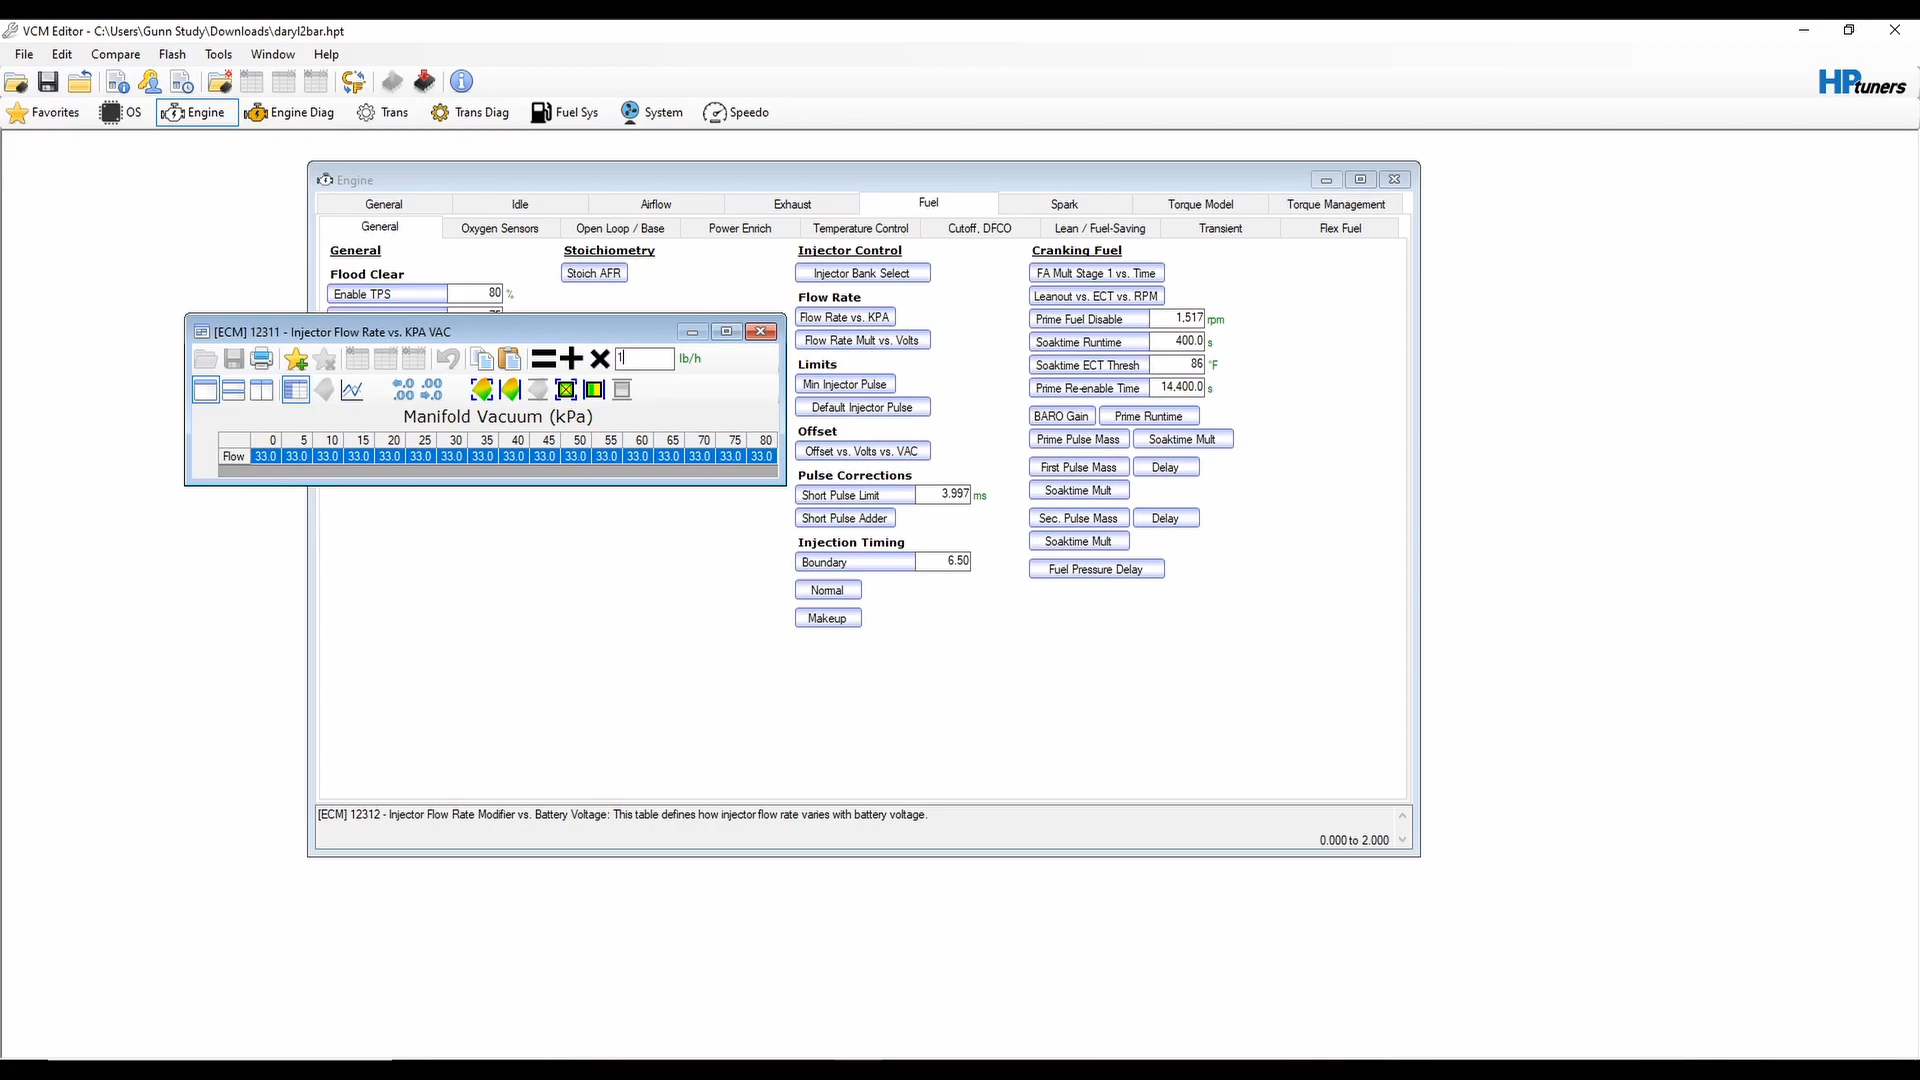 VCM Editor - C:\Users\Gunn Study\Downloads\daryl2bar.hpt
File Edit Compare Flash Tools Window Help
HPtuners
Favorites OS Engine Engine Diag Trans Trans Diag Fuel Sys System Speedo
Engine
General Idle Airflow Exhaust Fuel Spark Torque Model Torque Management
General Oxygen Sensors Open Loop / Base Power Enrich Temperature Control Cutoff, DFCO Lean / Fuel-Saving Transient Flex Fuel
General
Flood Clear
Enable TPS 80 %
Stoichiometry
Stoich AFR
[ECM] 12311 - Injector Flow Rate vs. KPA VAC
1 lb/h
Manifold Vacuum (kPa)
0 5 10 15 20 25 30 35 40 45 50 55 60 65 70 75 80
Flow 33.0 33.0 33.0 33.0 33.0 33.0 33.0 33.0 33.0 33.0 33.0 33.0 33.0 33.0 33.0 33.0 33.0
Injector Control
Injector Bank Select
Flow Rate
Flow Rate vs. KPA
Flow Rate Mult vs. Volts
Limits
Min Injector Pulse
Default Injector Pulse
Offset
Offset vs. Volts vs. VAC
Pulse Corrections
Short Pulse Limit 3.997 ms
Short Pulse Adder
Injection Timing
Boundary 6.50
Normal
Makeup
Cranking Fuel
FA Mult Stage 1 vs. Time
Leanout vs. ECT vs. RPM
Prime Fuel Disable 1,517 rpm
Soaktime Runtime 400.0 s
Soaktime ECT Thresh 86 °F
Prime Re-enable Time 14,400.0 s
BARO Gain Prime Runtime
Prime Pulse Mass Soaktime Mult
First Pulse Mass Delay
Soaktime Mult
Sec. Pulse Mass Delay
Soaktime Mult
Fuel Pressure Delay
[ECM] 12312 - Injector Flow Rate Modifier vs. Battery Voltage: This table defines how injector flow rate varies with battery voltage.
0.000 to 2.000